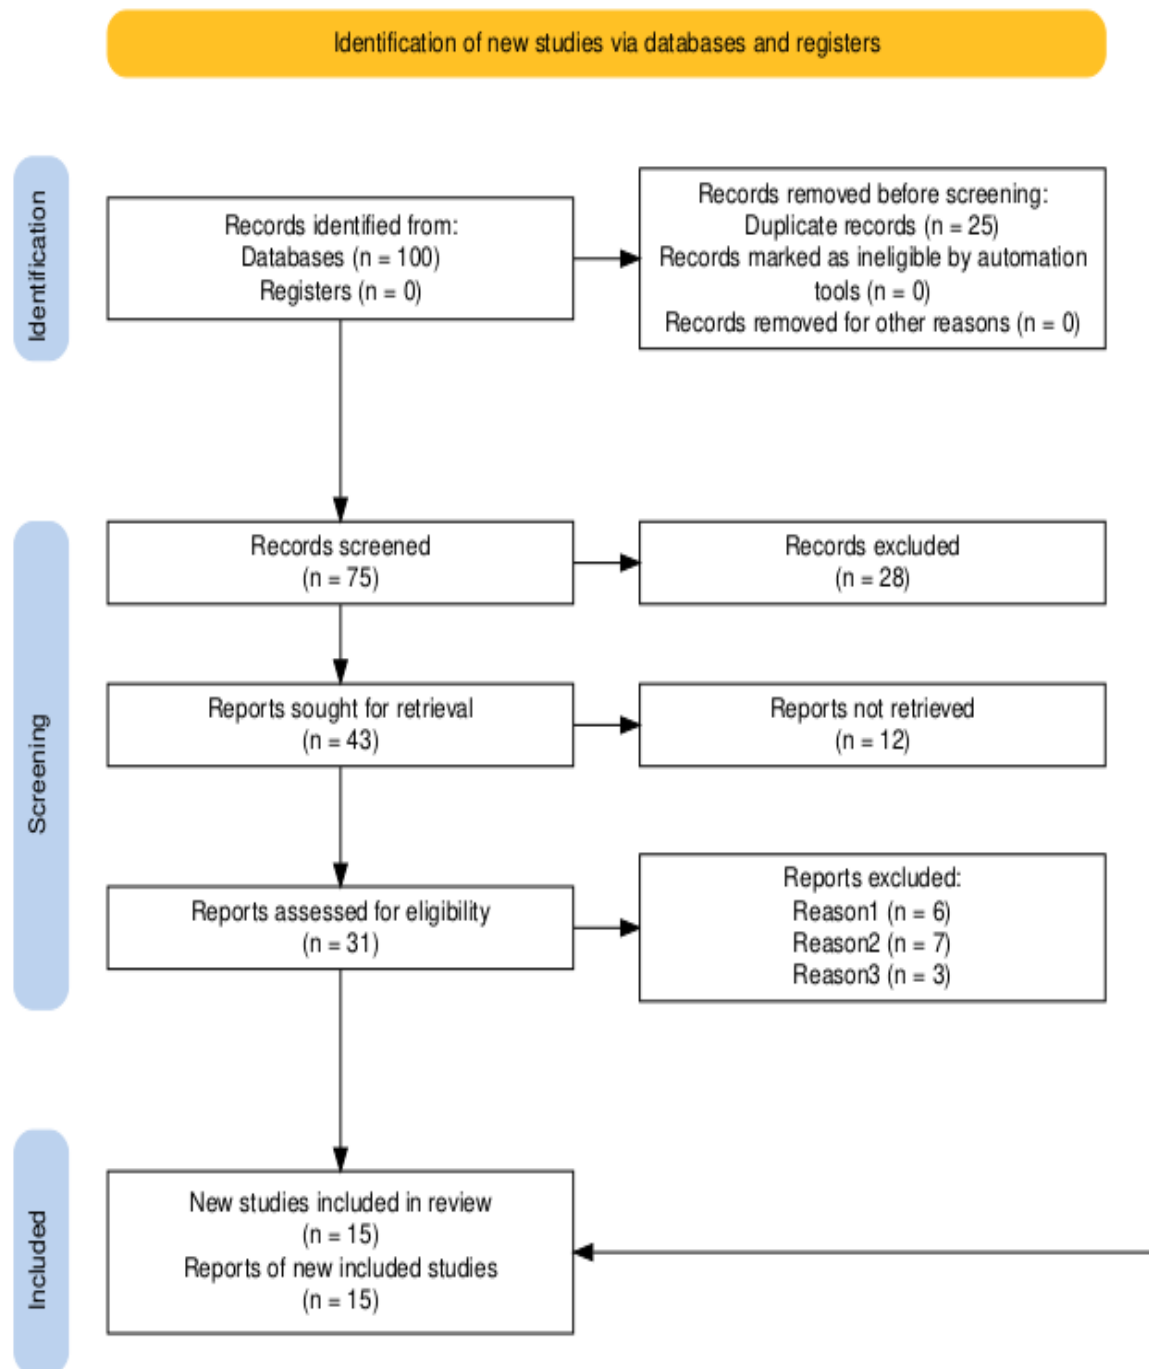 Identification of new studies via databases and registers
Identification
Records identified from:
Databases (n = 100)
Registers (n = 0)
Records removed before screening:
Duplicate records (n = 25)
Records marked as ineligible by automation
tools (n = 0)
Records removed for other reasons (n = 0)
Screening
Records screened
(n = 75)
Records excluded
(n = 28)
Reports sought for retrieval
(n = 43)
Reports not retrieved
(n = 12)
Reports assessed for eligibility
(n = 31)
Reports excluded:
Reason1 (n = 6)
Reason2 (n = 7)
Reason3 (n = 3)
Included
New studies included in review
(n = 15)
Reports of new included studies
(n = 15)